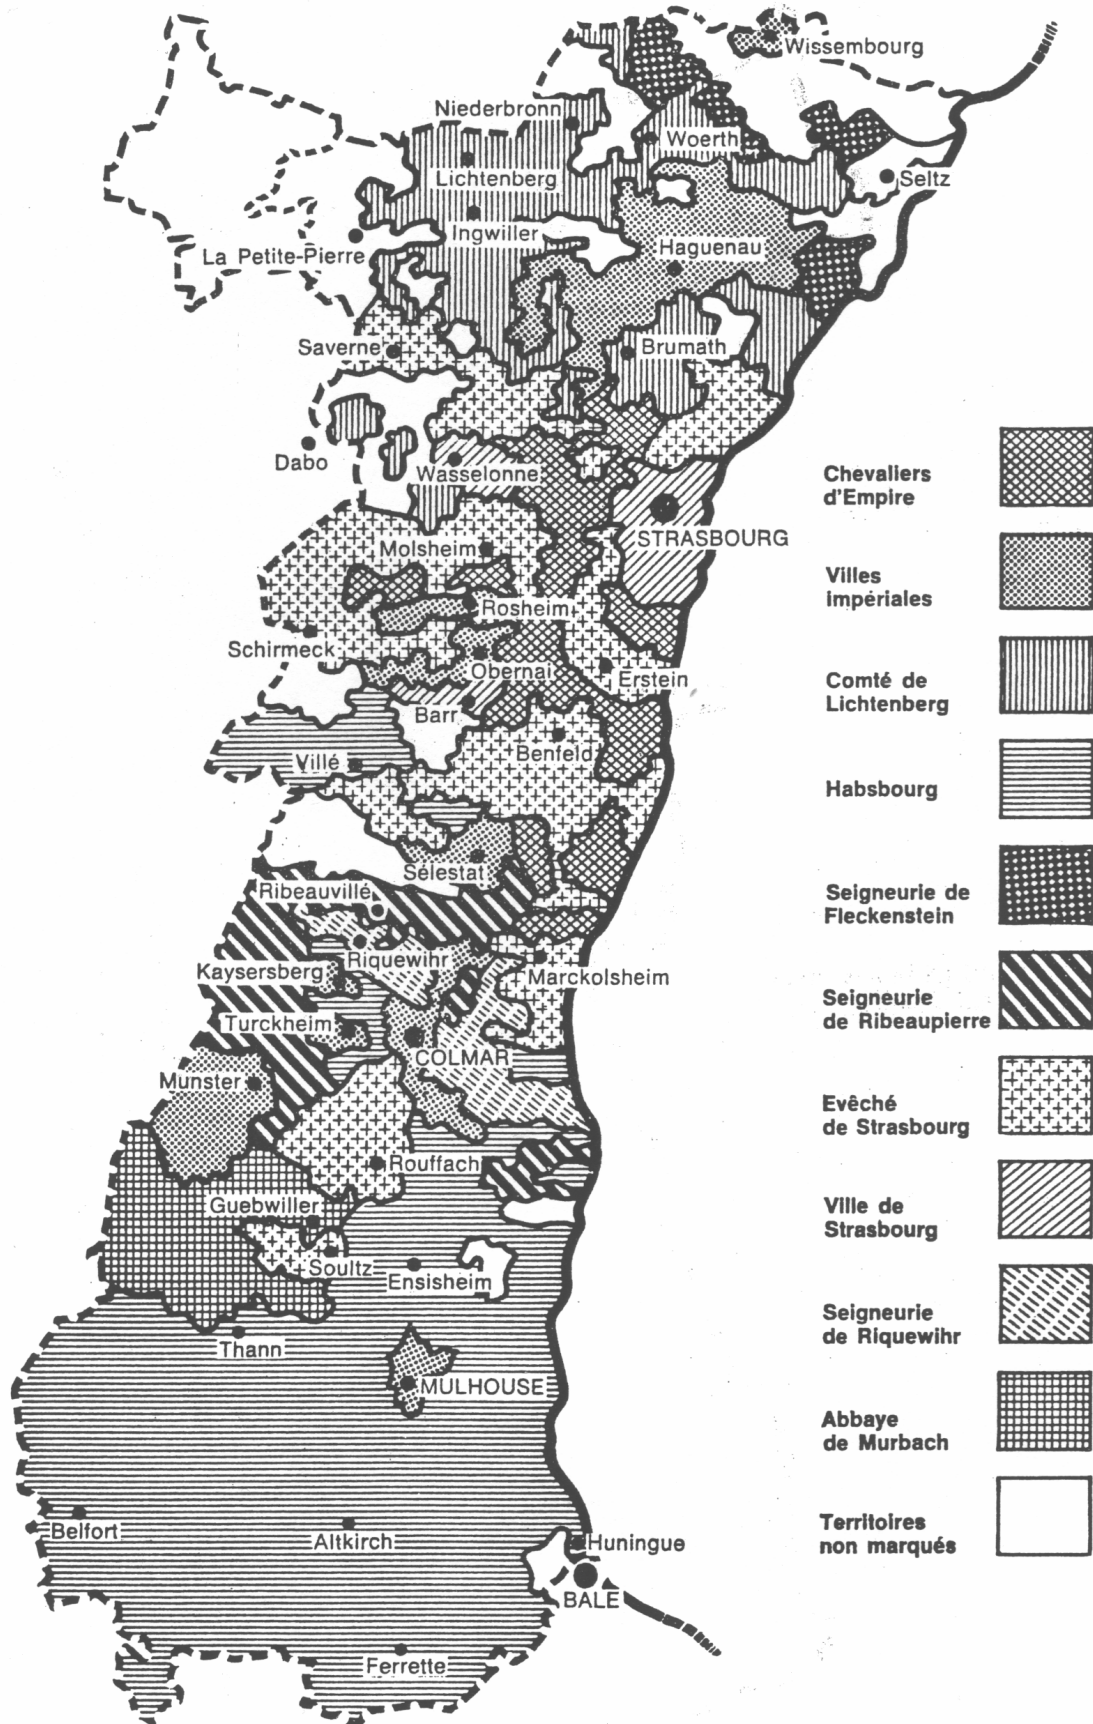 Wissembourg
Niederbronn
Woerth
Lichtenberg
Seltz
Ingwiller
La Petite-Pierre
Haguenau
Saverne
Brumath
Dabo
Wasselonne
STRASBOURG
Molsheim
Rosheim
Schirmeck
Obernai
Erstein
Barr
Benfeld
Villé
Sélestat
Ribeauvillé
Riquewihr
Kaysersberg
Marckolsheim
Turckheim
COLMAR
Munster
Rouffach
Guebwiller
Soultz
Ensisheim
Thann
MULHOUSE
Belfort
Altkirch
Huningue
BALE
Ferrette
Chevaliers
d'Empire
Villes
impériales
Comté de
Lichtenberg
Habsbourg
Seigneurie de
Fleckenstein
Seigneurie
de Ribeaupierre
Evêché
de Strasbourg
Ville de
Strasbourg
Seigneurie
de Riquewihr
Abbaye
de Murbach
Territoires
non marqués